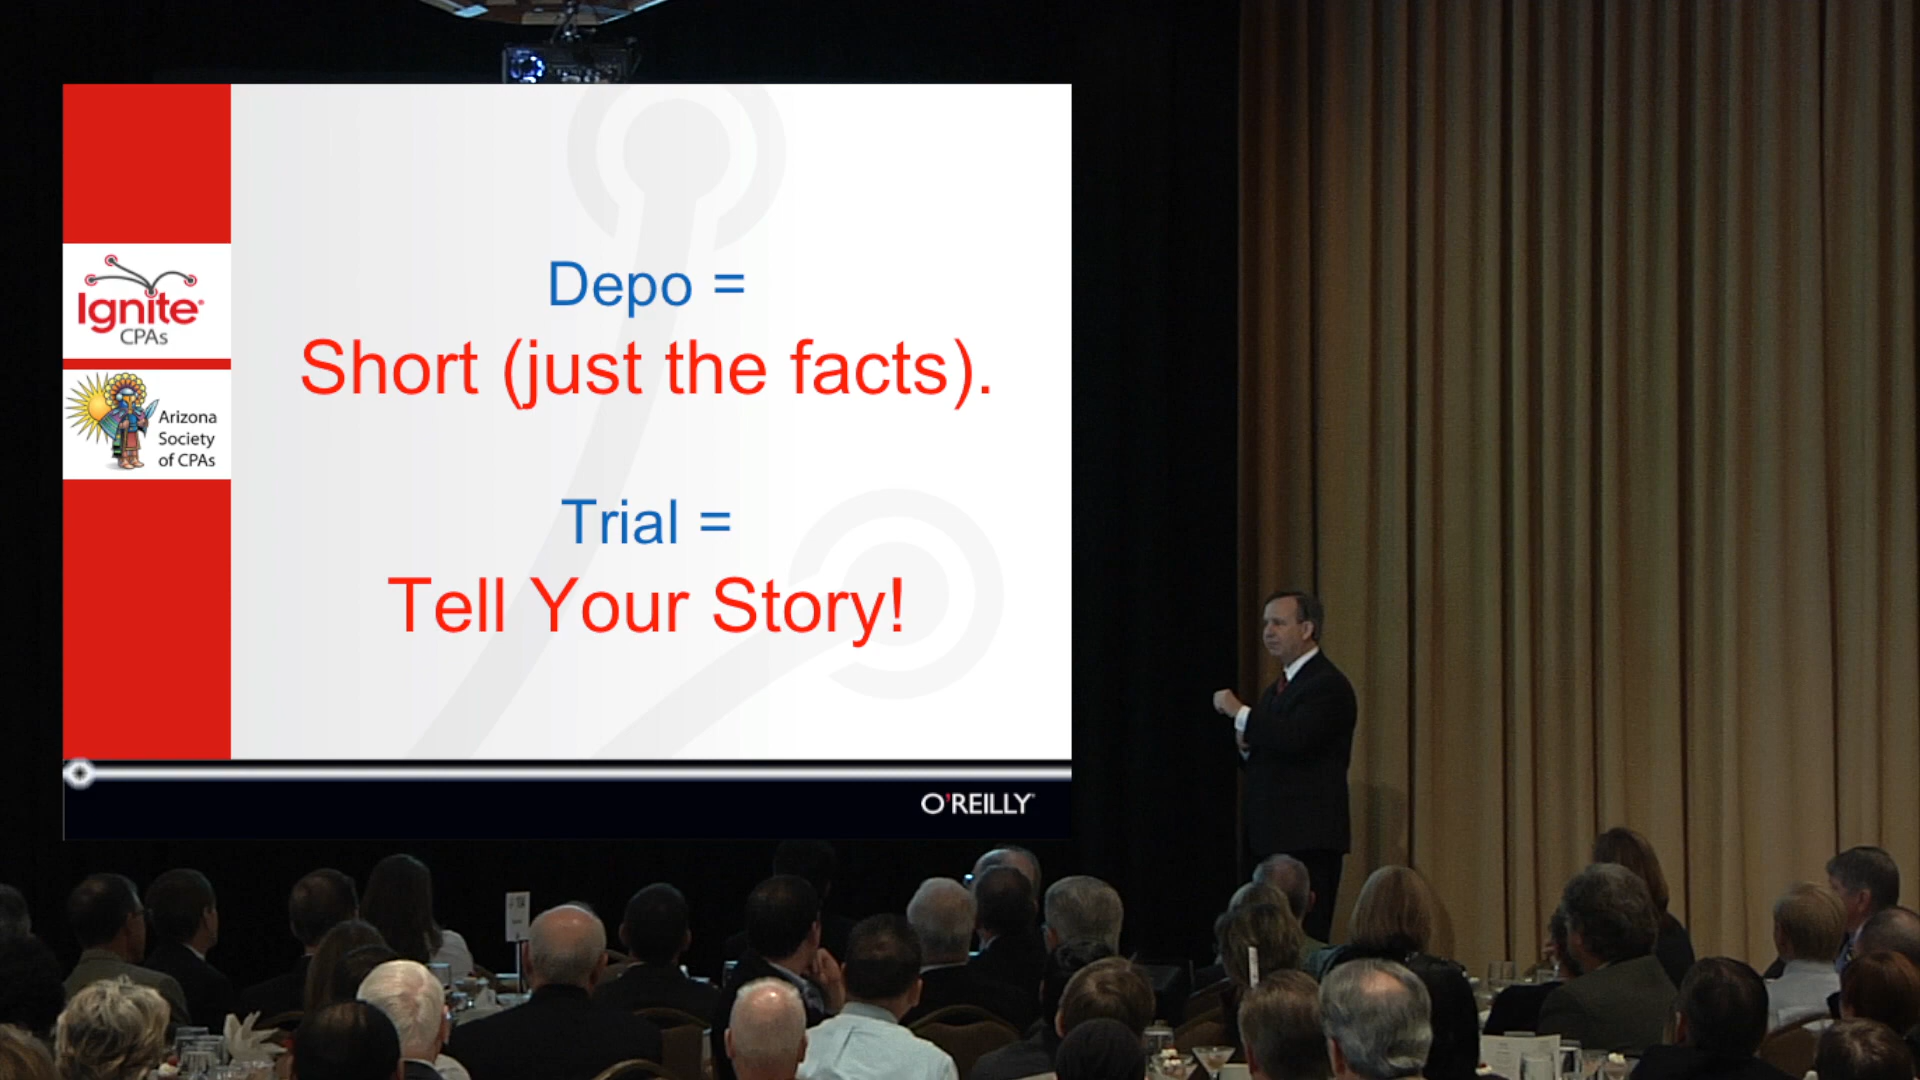 Depo =
Short (just the facts).
Trial =
Tell Your Story!
Ignite
CPAs
Arizona
Society
of CPAs
O'REILLY